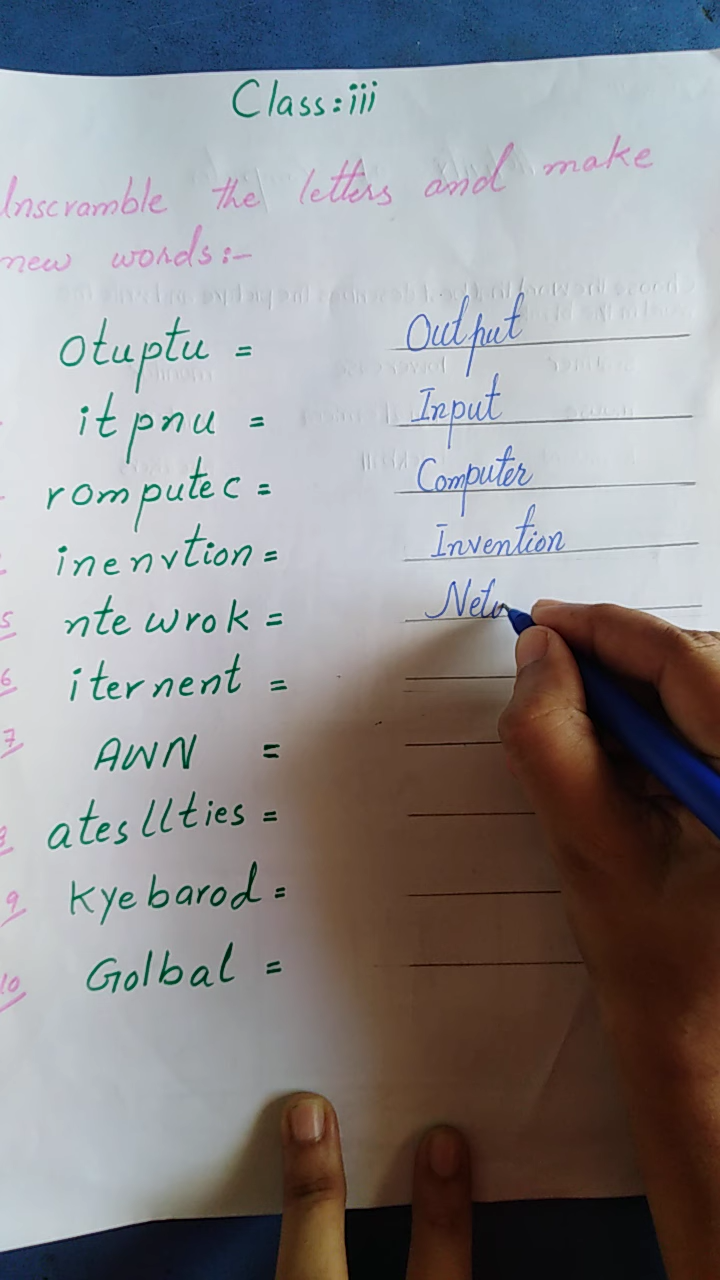 Class:iii
Unscramble the letters and make
new words:-
Otuptu = Output
itpnu = Input
romputec = Computer
inenvtion = Invention
5 ntewrok = Netw
6 iternent =
7 AWN =
8 atesllties =
9 Kyebarod =
10 Golbal =